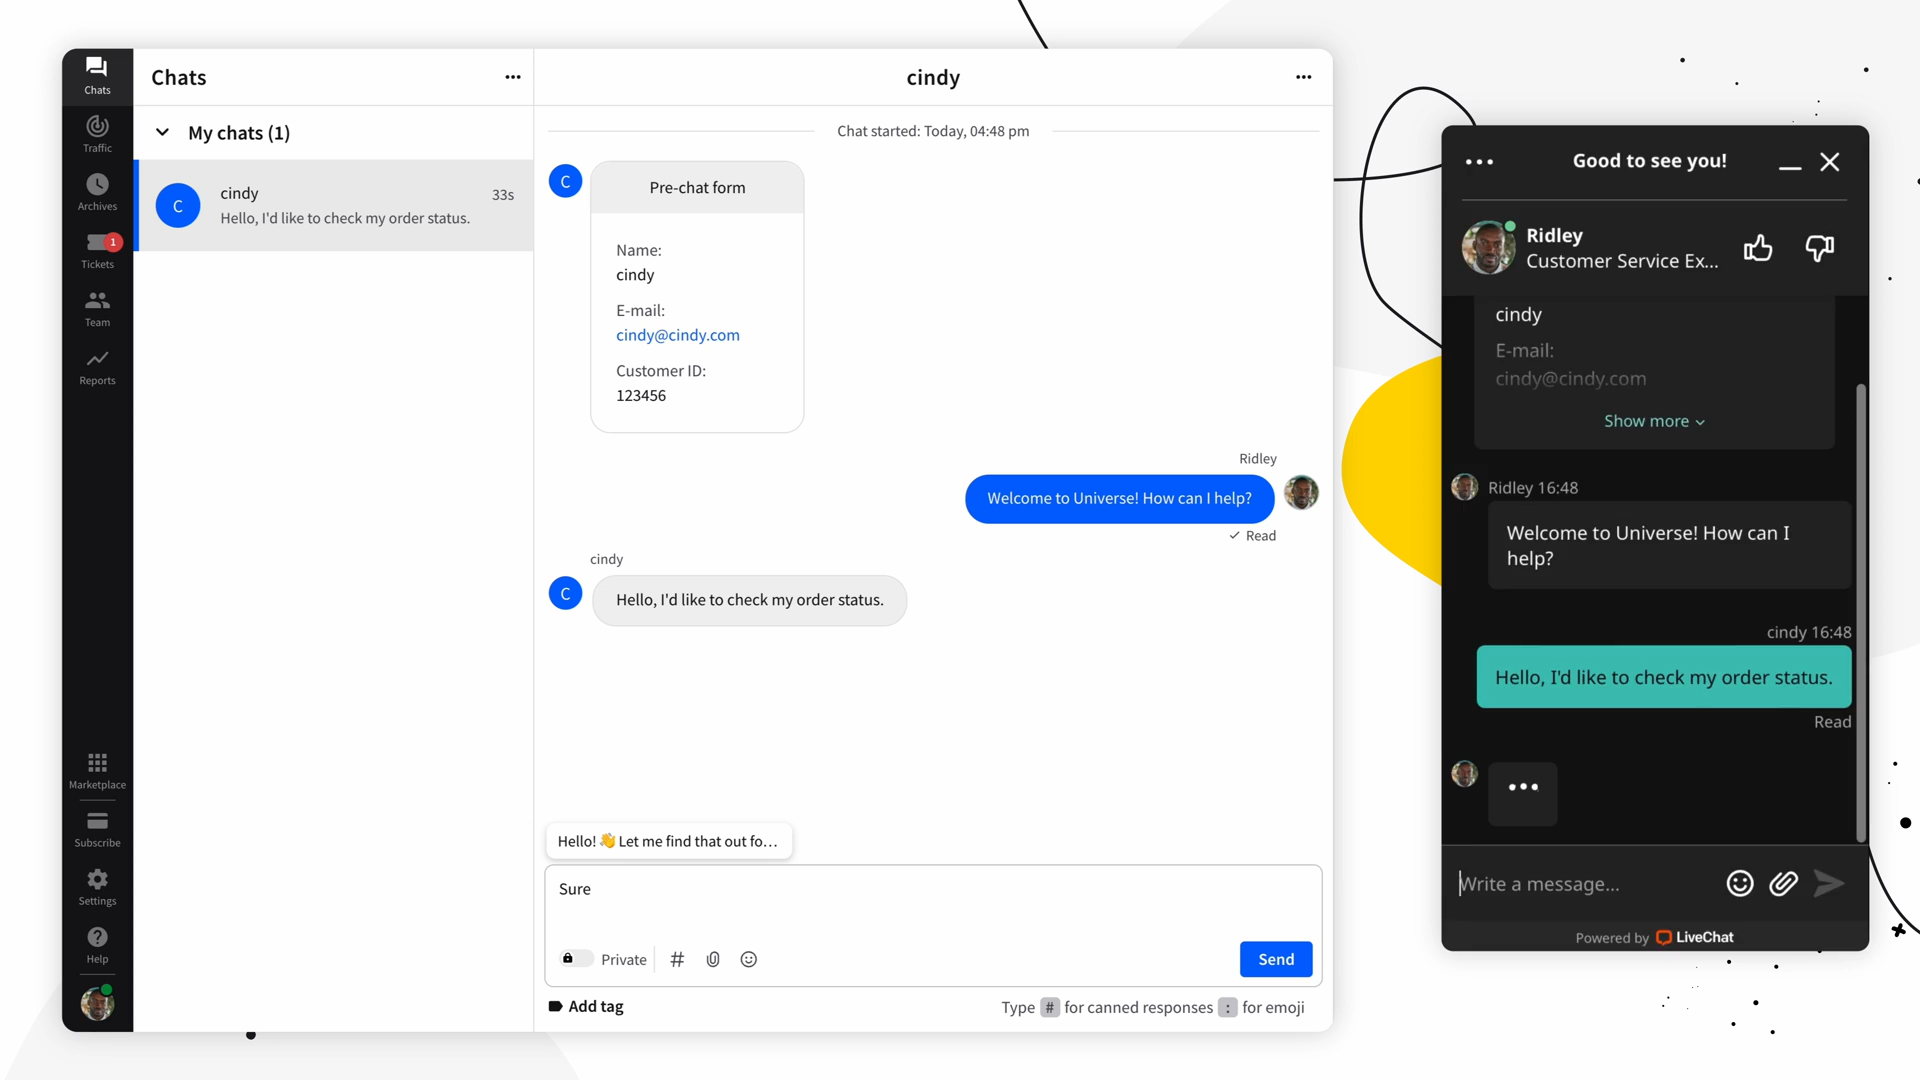 Chats
Traffic
Archives
1
Tickets
Team
Reports
Marketplace
Subscribe
Settings
Help
Chats
My chats (1)
C
cindy
33s
Hello, I'd like to check my order status.
cindy
Chat started: Today, 04:48 pm
C
Pre-chat form
Name:
cindy
E-mail:
cindy@cindy.com
Customer ID:
123456
Ridley
Welcome to Universe! How can I help?
Read
cindy
C
Hello, I'd like to check my order status.
Hello! 👋 Let me find that out fo...
Sure
Private
Send
Add tag
Type # for canned responses : for emoji
Good to see you!
Ridley
Customer Service Ex...
cindy
E-mail:
cindy@cindy.com
Show more
Ridley 16:48
Welcome to Universe! How can I
help?
cindy 16:48
Hello, I'd like to check my order status.
Read
Write a message...
Powered by LiveChat